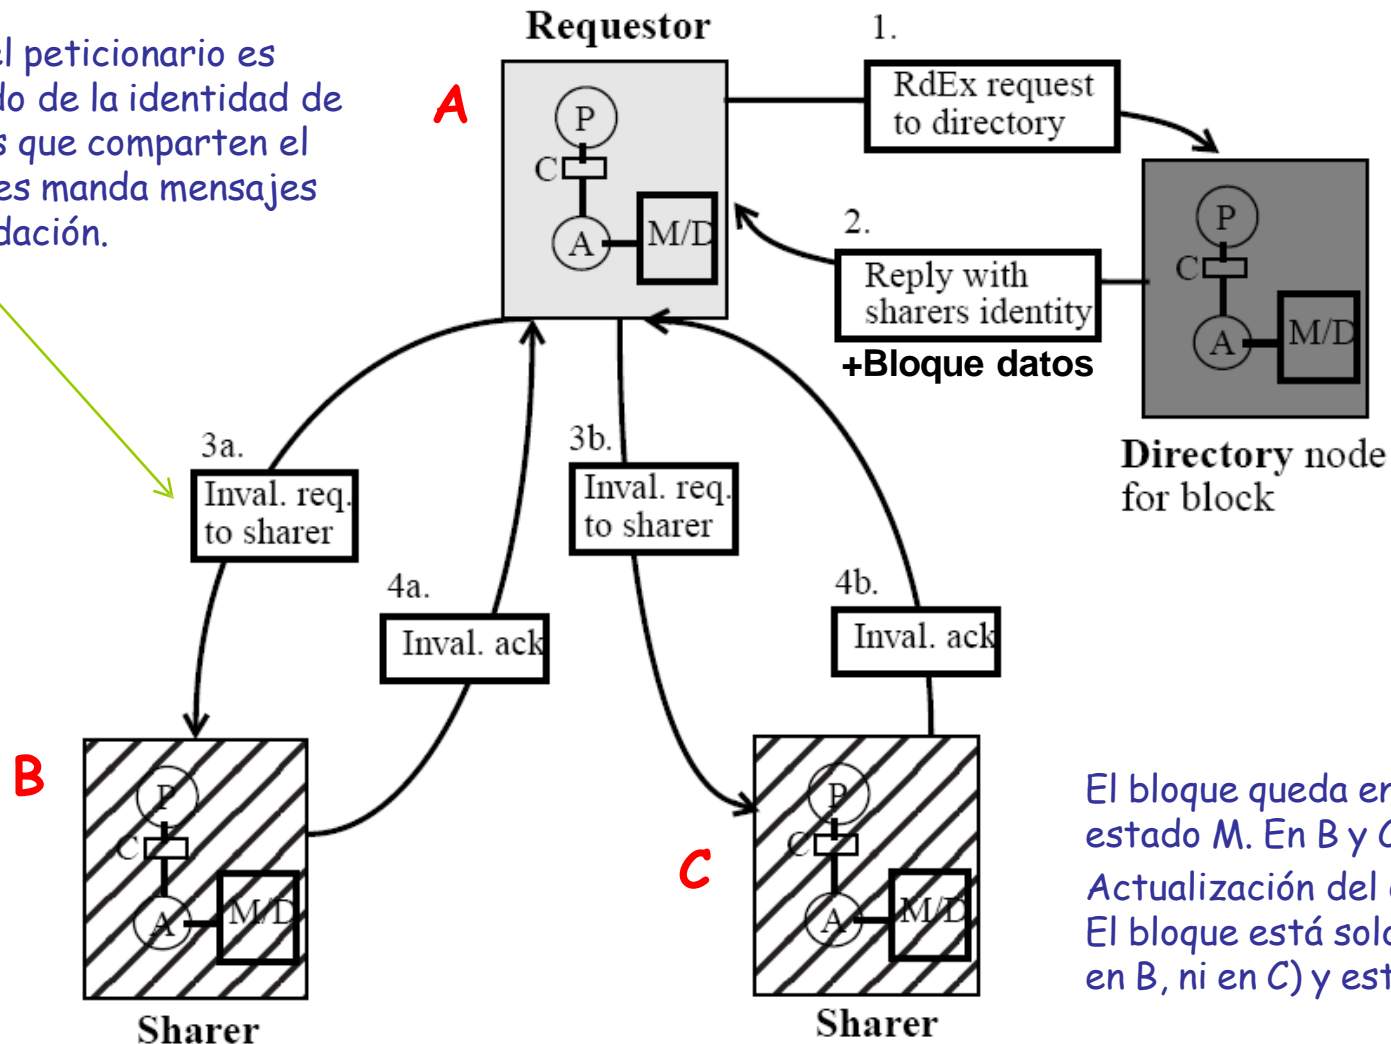 el peticionario es
do de la identidad de
s que comparten el
es manda mensajes
dación.
Requestor
A
P
C
A
M/D
1.
RdEx request
to directory
2.
Reply with
sharers identity
+Bloque datos
P
C
A
M/D
Directory node
for block
3a.
Inval. req.
to sharer
3b.
Inval. req.
to sharer
4a.
Inval. ack
4b.
Inval. ack
B
P
C
A
M/D
Sharer
C
P
C
A
M/D
Sharer
El bloque queda en
estado M. En B y C
Actualización del
El bloque está solo
en B, ni en C) y est